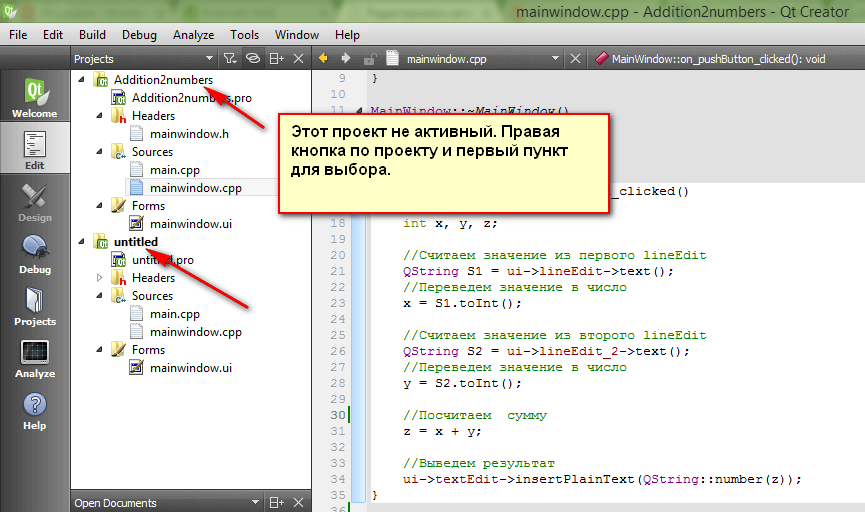 mainwindow.cpp - Addition2numbers - Qt Creator
File Edit Build Debug Analyze Tools Window Help
Projects
mainwindow.cpp
MainWindow::on_pushButton_clicked(): void
Welcome
Edit
Design
Debug
Projects
Analyze
Help
Addition2numbers
Addition2numbers.pro
Headers
mainwindow.h
Sources
main.cpp
mainwindow.cpp
Forms
mainwindow.ui
untitled
untitled.pro
Headers
Sources
main.cpp
mainwindow.cpp
Forms
mainwindow.ui
Open Documents
Этот проект не активный. Правая
кнопка по проекту и первый пункт
для выбора.
9 }
10
11 MainWindow::~MainWindow()
_clicked()
18 int x, y, z;
19
20 //Считаем значение из первого lineEdit
21 QString S1 = ui->lineEdit->text();
22 //Переведем значение в число
23 x = S1.toInt();
24
25 //Считаем значение из второго lineEdit
26 QString S2 = ui->lineEdit_2->text();
27 //Переведем значение в число
28 y = S2.toInt();
29
30 //Посчитаем сумму
31 z = x + y;
32
33 //Выведем результат
34 ui->textEdit->insertPlainText(QString::number(z));
35 }
36